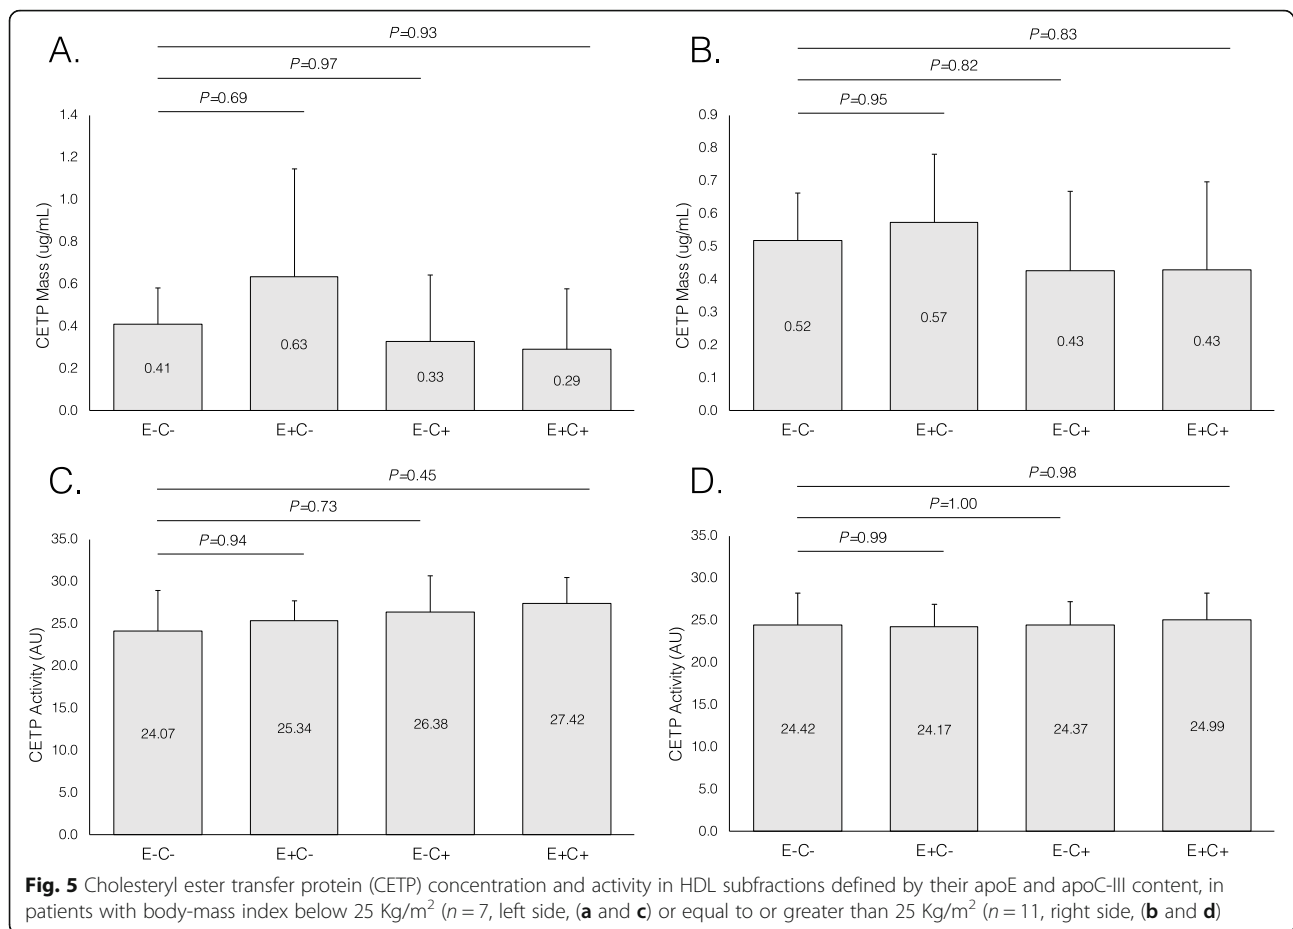 A.
P=0.93
P=0.97
P=0.69
CETP Mass (ug/mL)
1.4
1.2
1.0
0.8
0.6
0.4
0.2
0.0
0.41
0.63
0.33
0.29
E-C-
E+C-
E-C+
E+C+
B.
P=0.83
P=0.82
P=0.95
CETP Mass (ug/mL)
0.9
0.8
0.7
0.6
0.5
0.4
0.3
0.2
0.1
0.0
0.52
0.57
0.43
0.43
E-C-
E+C-
E-C+
E+C+
C.
P=0.45
P=0.73
P=0.94
CETP Activity (AU)
35.0
30.0
25.0
20.0
15.0
10.0
5.0
0.0
24.07
25.34
26.38
27.42
E-C-
E+C-
E-C+
E+C+
D.
P=0.98
P=1.00
P=0.99
CETP Activity (AU)
35.0
30.0
25.0
20.0
15.0
10.0
5.0
0.0
24.42
24.17
24.37
24.99
E-C-
E+C-
E-C+
E+C+
Fig. 5 Cholesteryl ester transfer protein (CETP) concentration and activity in HDL subfractions defined by their apoE and apoC-III content, in
patients with body-mass index below 25 Kg/m² (n = 7, left side, (a and c) or equal to or greater than 25 Kg/m² (n = 11, right side, (b and d)